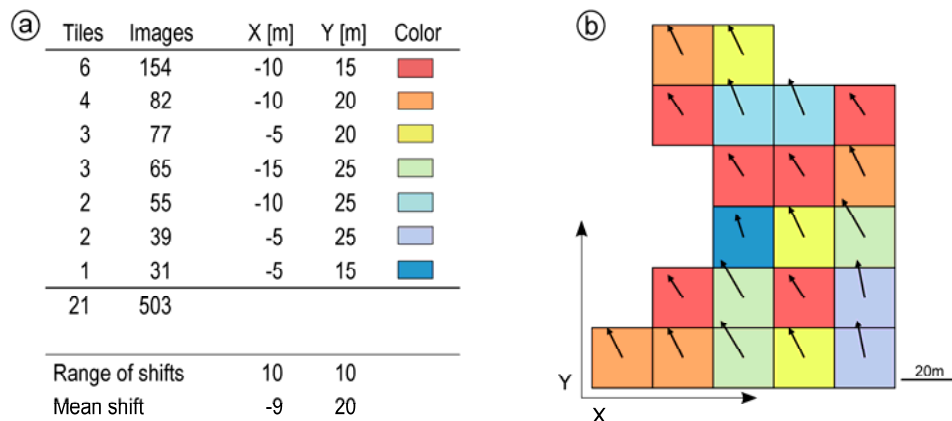 a
Tiles Images X [m] Y [m] Color
6 154 -10 15
4 82 -10 20
3 77 -5 20
3 65 -15 25
2 55 -10 25
2 39 -5 25
1 31 -5 15
21 503
Range of shifts 10 10
Mean shift -9 20
b
Y
X
20m